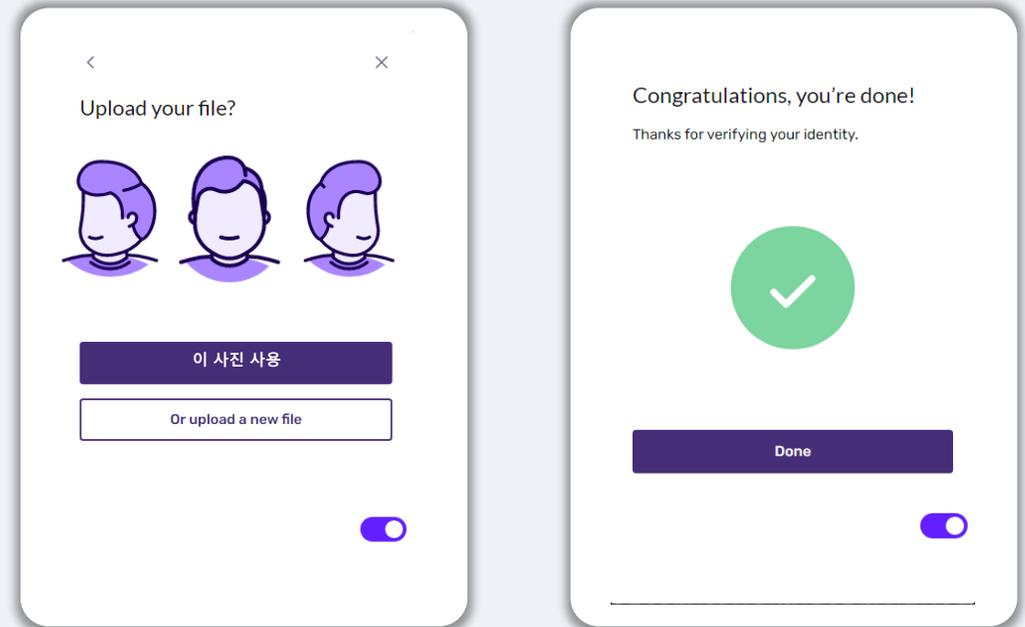 Upload your file?
이 사진 사용
Or upload a new file
Congratulations, you’re done!
Thanks for verifying your identity.
Done